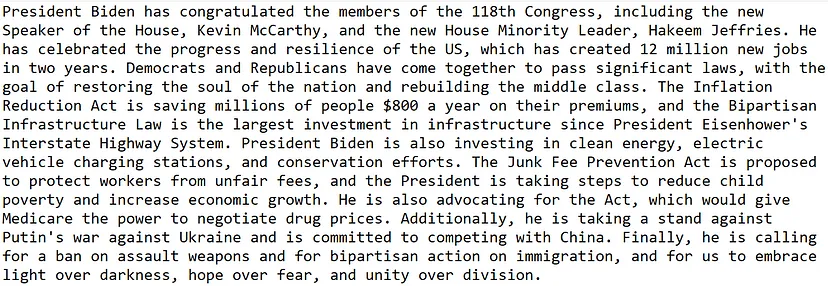 President Biden has congratulated the members of the 118th Congress, including the new
Speaker of the House, Kevin McCarthy, and the new House Minority Leader, Hakeem Jeffries. He
has celebrated the progress and resilience of the US, which has created 12 million new jobs
in two years. Democrats and Republicans have come together to pass significant laws, with the
goal of restoring the soul of the nation and rebuilding the middle class. The Inflation
Reduction Act is saving millions of people $800 a year on their premiums, and the Bipartisan
Infrastructure Law is the largest investment in infrastructure since President Eisenhower's
Interstate Highway System. President Biden is also investing in clean energy, electric
vehicle charging stations, and conservation efforts. The Junk Fee Prevention Act is proposed
to protect workers from unfair fees, and the President is taking steps to reduce child
poverty and increase economic growth. He is also advocating for the Act, which would give
Medicare the power to negotiate drug prices. Additionally, he is taking a stand against
Putin's war against Ukraine and is committed to competing with China. Finally, he is calling
for a ban on assault weapons and for bipartisan action on immigration, and for us to embrace
light over darkness, hope over fear, and unity over division.